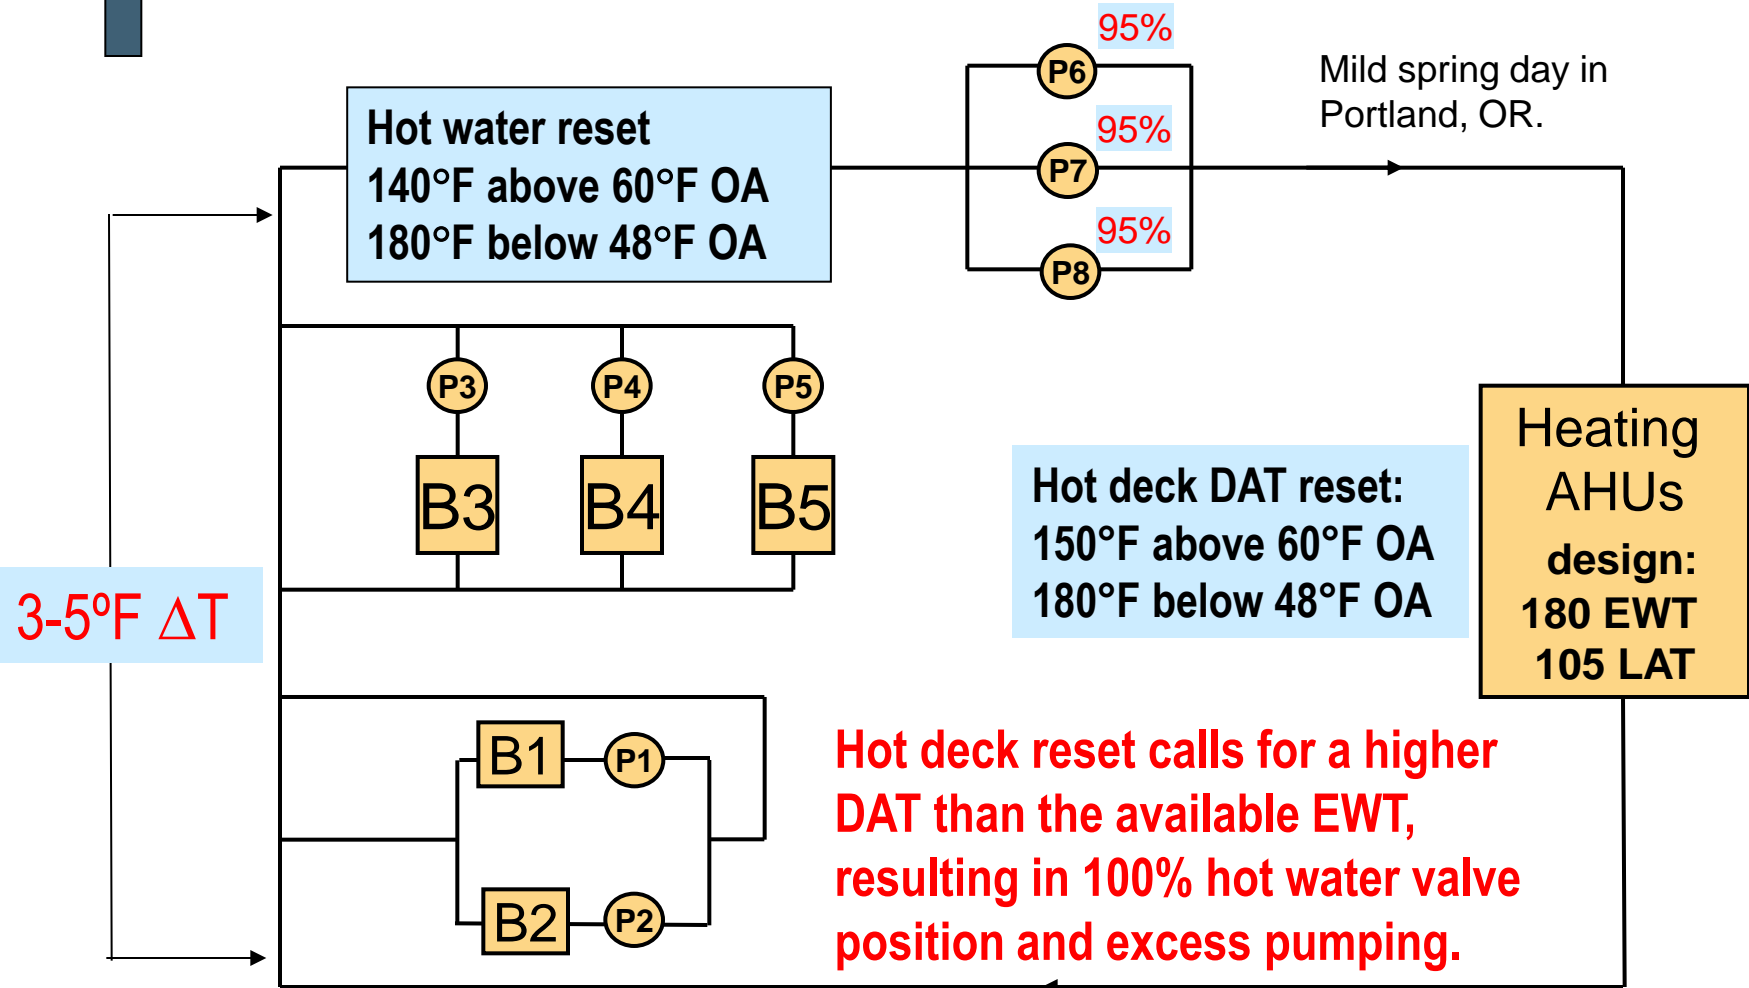 95%
P6
Mild spring day in
Portland, OR.
Hot water reset
140°F above 60°F OA
180°F below 48°F OA
95%
P7
95%
P8
P3
P4
P5
B3
B4
B5
Hot deck DAT reset:
150°F above 60°F OA
180°F below 48°F OA
Heating
AHUs
design:
180 EWT
105 LAT
3-5ºF ΔT
B1
P1
B2
P2
Hot deck reset calls for a higher
DAT than the available EWT,
resulting in 100% hot water valve
position and excess pumping.